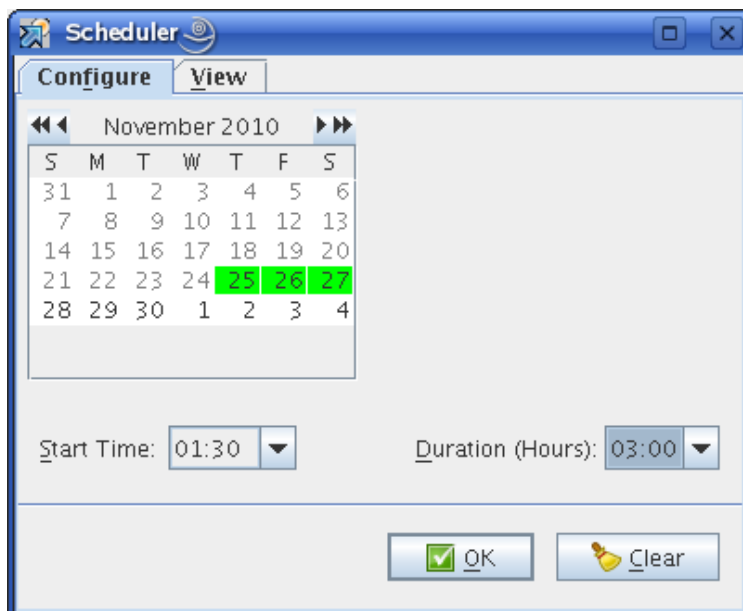 Scheduler
Configure View
November 2010
S M T W T F S
31 1 2 3 4 5 6
7 8 9 10 11 12 13
14 15 16 17 18 19 20
21 22 23 24 25 26 27
28 29 30 1 2 3 4
Start Time: 01:30 Duration (Hours): 03:00
OK Clear